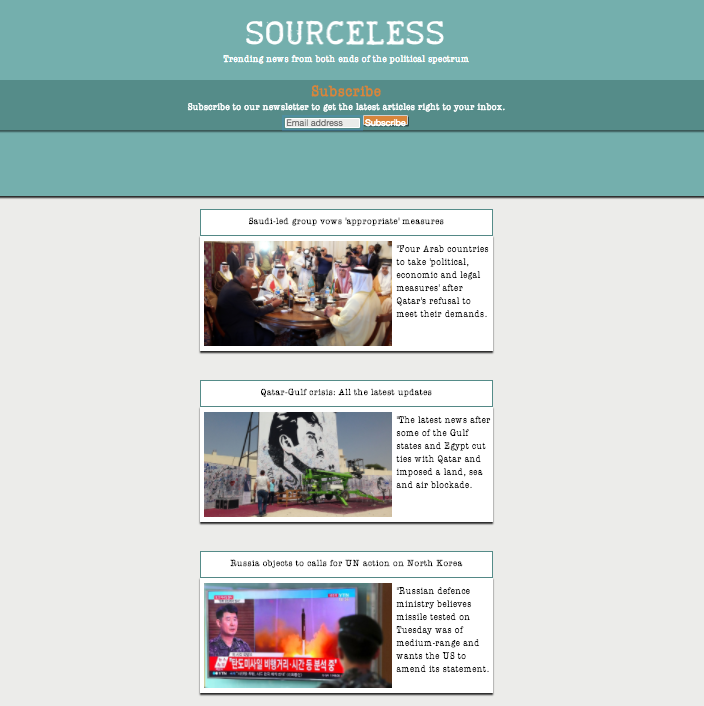 SOURCELESS
Trending news from both ends of the political spectrum
Subscribe
Subscribe to our newsletter to get the latest articles right to your inbox.
Email address Subscribe
Saudi-led group vows 'appropriate' measures
"Four Arab countries
to take 'political,
economic and legal
measures' after
Qatar's refusal to
meet their demands.
Qatar-Gulf crisis: All the latest updates
"The latest news after
some of the Gulf
states and Egypt cut
ties with Qatar and
imposed a land, sea
and air blockade.
Russia objects to calls for UN action on North Korea
"Russian defence
ministry believes
missile tested on
Tuesday was of
medium-range and
wants the US to
amend its statement.
"탄도미사일 비행거리·시간 등 분석 중"